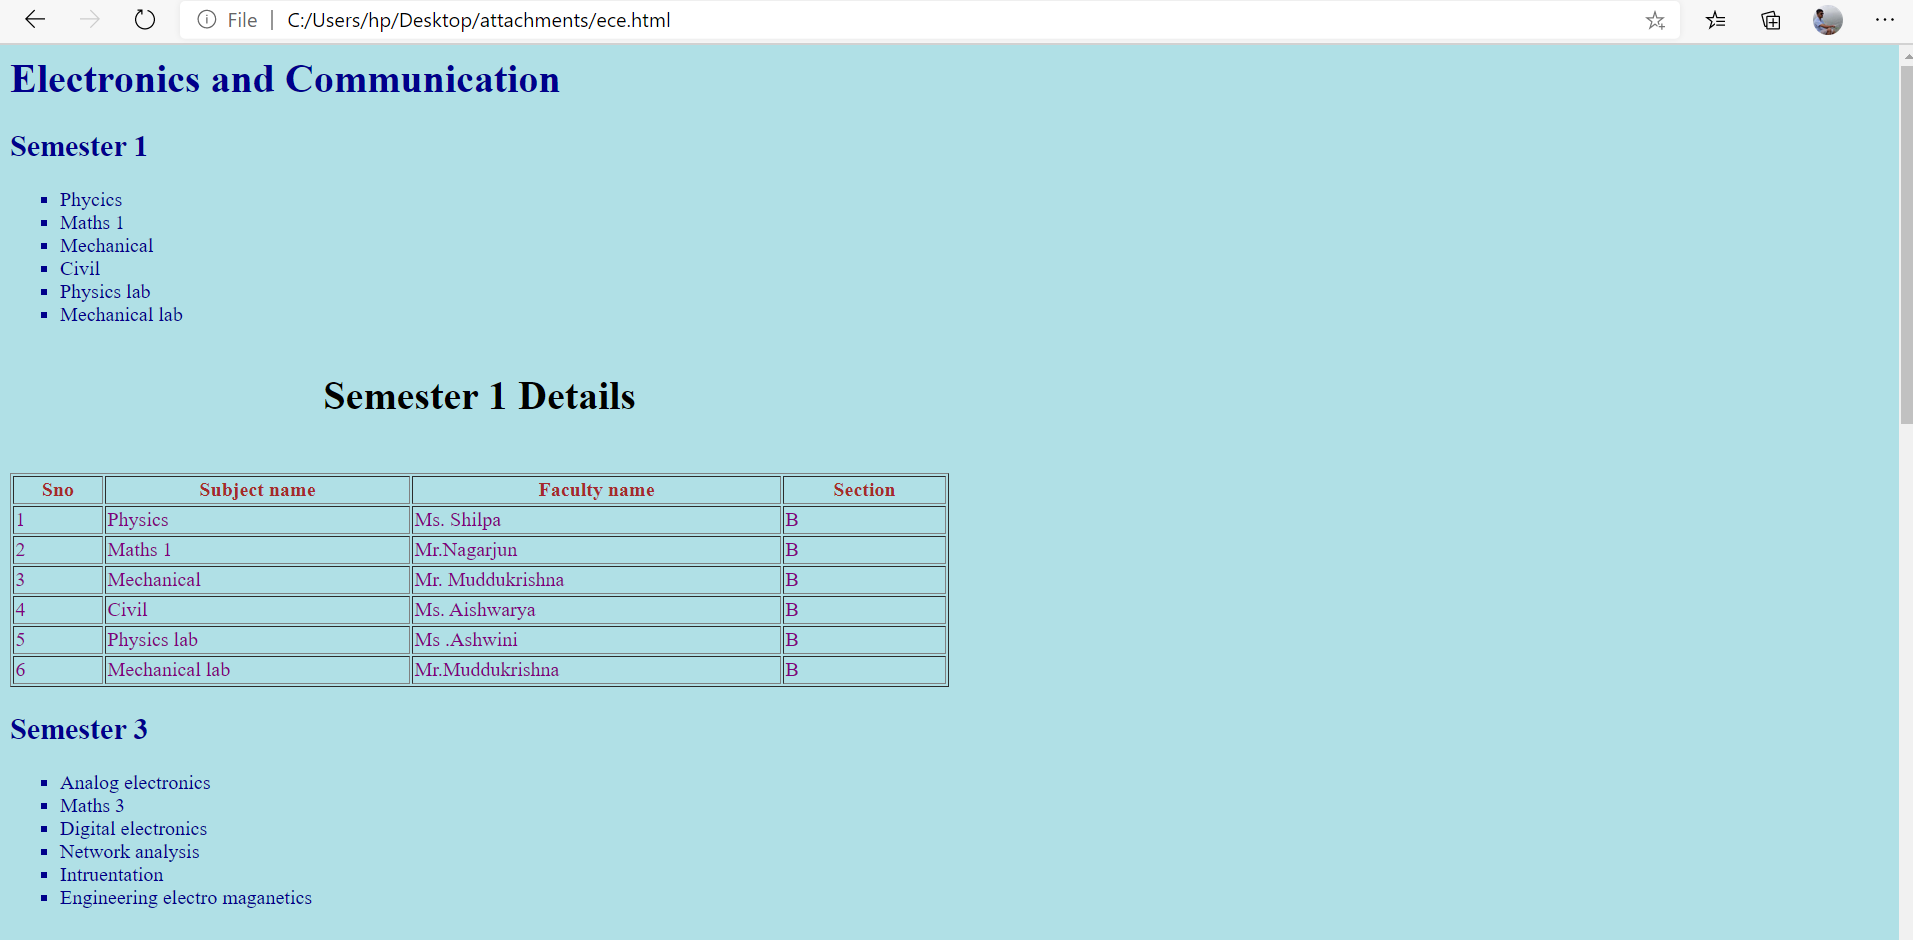 File | C:/Users/hp/Desktop/attachments/ece.html
Electronics and Communication
Semester 1
Phycics
Maths 1
Mechanical
Civil
Physics lab
Mechanical lab
Semester 1 Details
Sno Subject name Faculty name Section
1 Physics Ms. Shilpa B
2 Maths 1 Mr.Nagarjun B
3 Mechanical Mr. Muddukrishna B
4 Civil Ms. Aishwarya B
5 Physics lab Ms .Ashwini B
6 Mechanical lab Mr.Muddukrishna B
Semester 3
Analog electronics
Maths 3
Digital electronics
Network analysis
Intruentation
Engineering electro maganetics